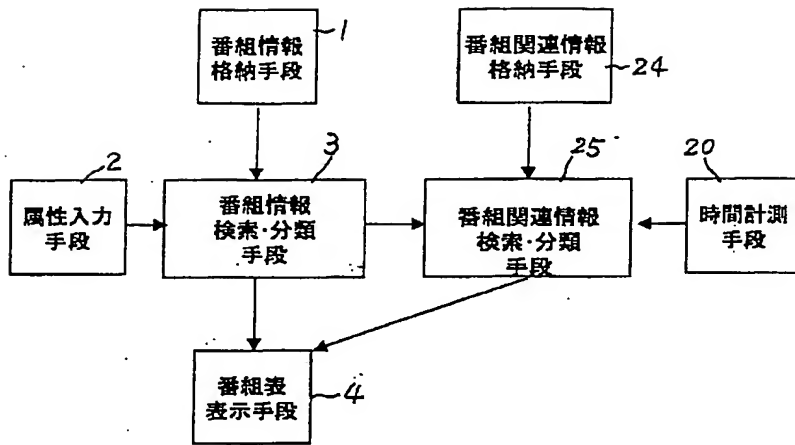 番組情報
格納手段
1
番組関連情報
格納手段
24
2
属性入力
手段
3
番組情報
検索・分類
手段
25
番組関連情報
検索・分類
手段
20
時間計測
手段
番組表
表示手段
4